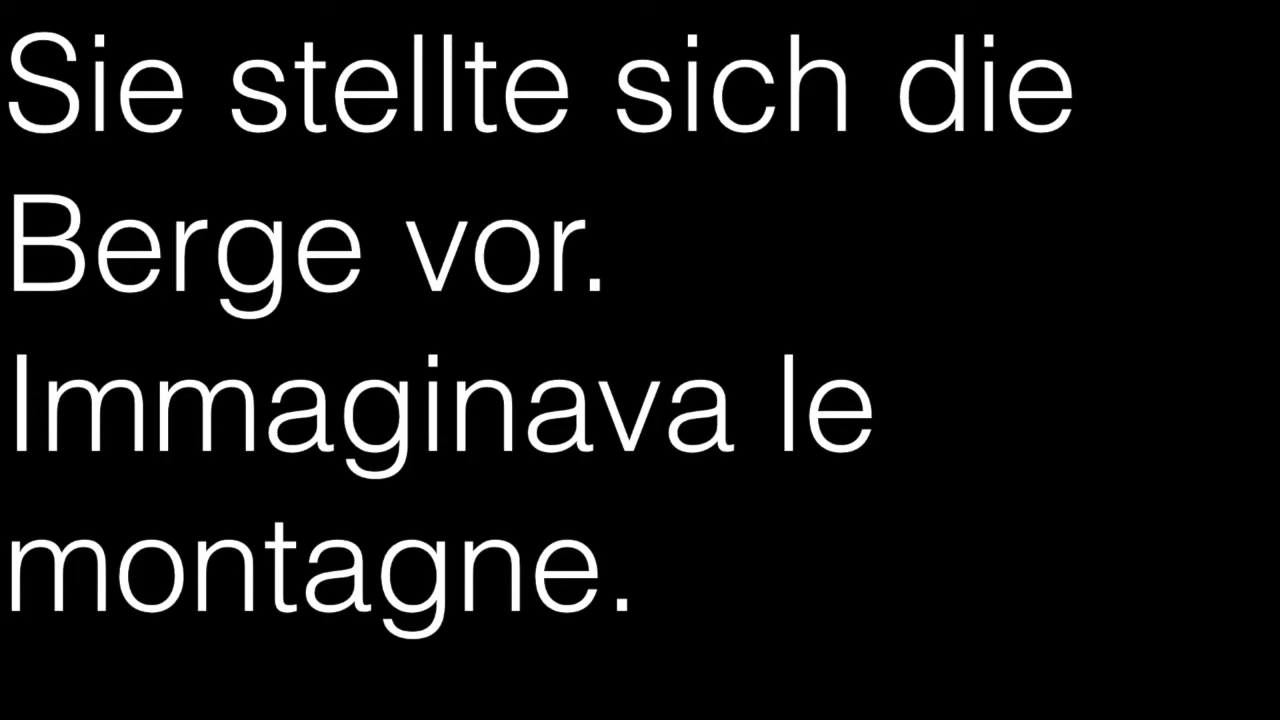 Sie stellte sich die
Berge vor.
Immaginava le
montagne.